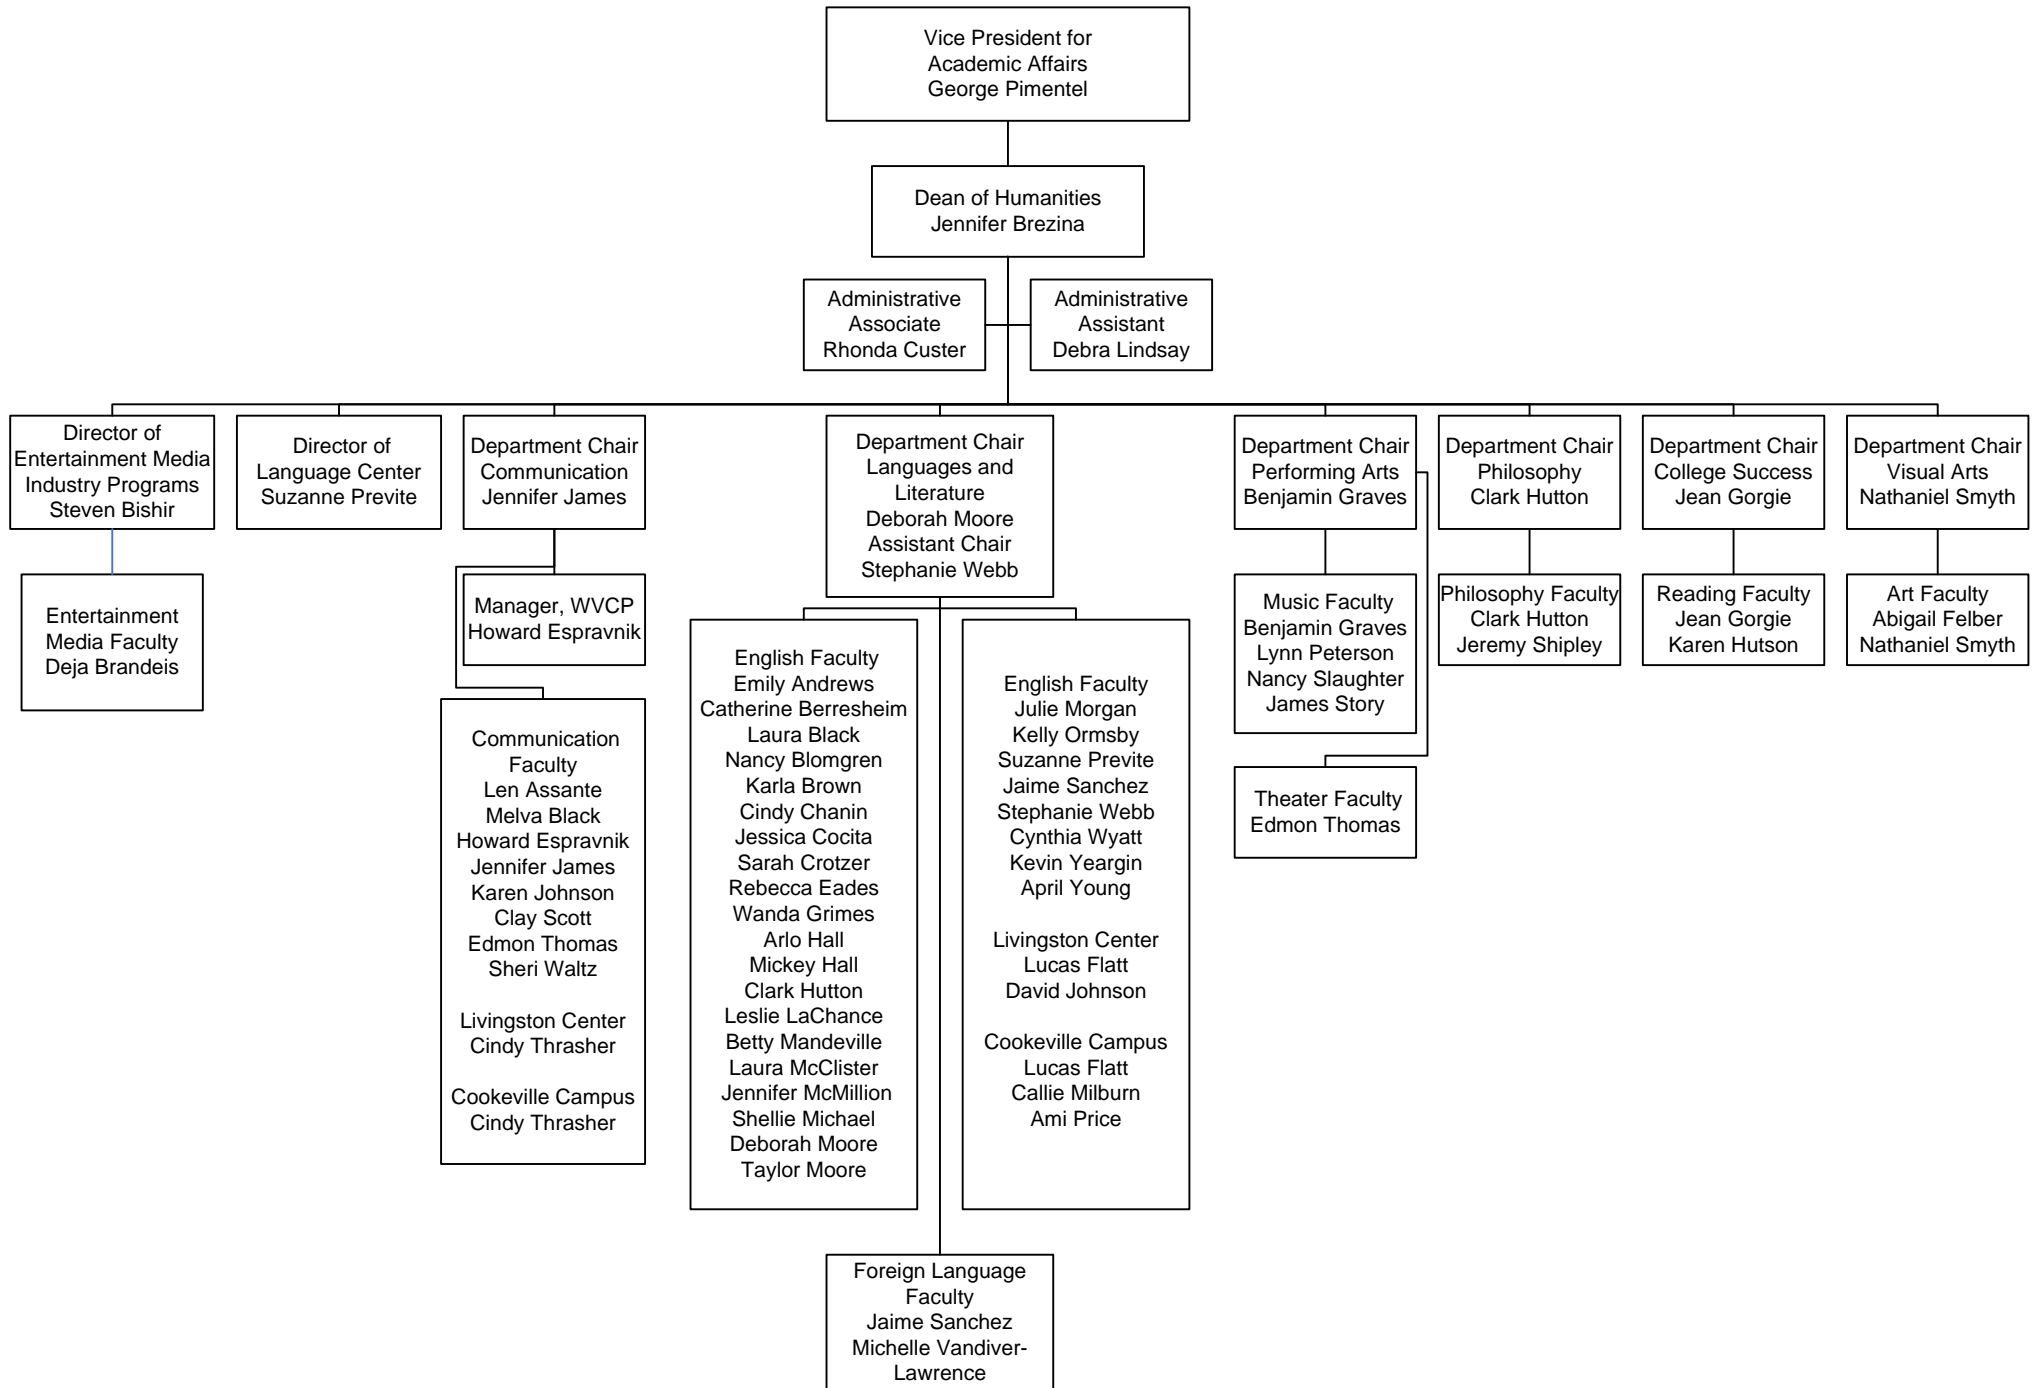 Vice President for
Academic Affairs
George Pimentel
Dean of Humanities
Jennifer Brezina
Administrative
Associate
Rhonda Custer
Administrative
Assistant
Debra Lindsay
Director of
Entertainment Media
Industry Programs
Steven Bishir
Director of
Language Center
Suzanne Previte
Department Chair
Communication
Jennifer James
Department Chair
Languages and
Literature
Deborah Moore
Assistant Chair
Stephanie Webb
Department Chair
Performing Arts
Benjamin Graves
Department Chair
Philosophy
Clark Hutton
Department Chair
College Success
Jean Gorgie
Department Chair
Visual Arts
Nathaniel Smyth
Entertainment
Media Faculty
Deja Brandeis
Manager, WVCP
Howard Espravnik
Communication
Faculty
Len Assante
Melva Black
Howard Espravnik
Jennifer James
Karen Johnson
Clay Scott
Edmon Thomas
Sheri Waltz
Livingston Center
Cindy Thrasher
Cookeville Campus
Cindy Thrasher
English Faculty
Emily Andrews
Catherine Berresheim
Laura Black
Nancy Blomgren
Karla Brown
Cindy Chanin
Jessica Cocita
Sarah Crotzer
Rebecca Eades
Wanda Grimes
Arlo Hall
Mickey Hall
Clark Hutton
Leslie LaChance
Betty Mandeville
Laura McClister
Jennifer McMillion
Shellie Michael
Deborah Moore
Taylor Moore
English Faculty
Julie Morgan
Kelly Ormsby
Suzanne Previte
Jaime Sanchez
Stephanie Webb
Cynthia Wyatt
Kevin Yeargin
April Young
Livingston Center
Lucas Flatt
David Johnson
Cookeville Campus
Lucas Flatt
Callie Milburn
Ami Price
Foreign Language
Faculty
Jaime Sanchez
Michelle Vandiver-
Lawrence
Music Faculty
Benjamin Graves
Lynn Peterson
Nancy Slaughter
James Story
Theater Faculty
Edmon Thomas
Philosophy Faculty
Clark Hutton
Jeremy Shipley
Reading Faculty
Jean Gorgie
Karen Hutson
Art Faculty
Abigail Felber
Nathaniel Smyth